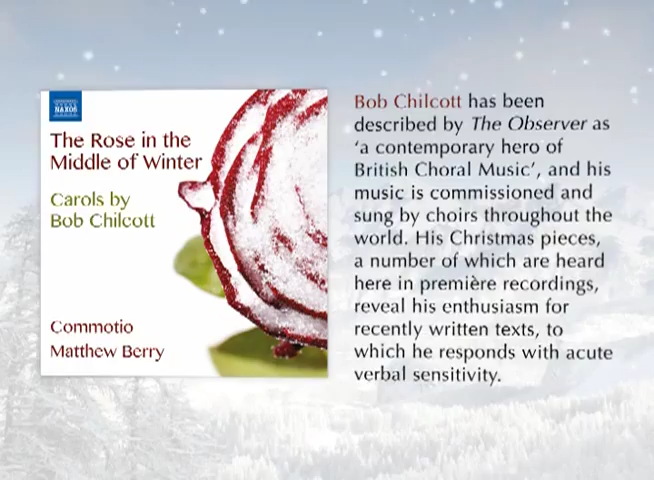 NAXOS
The Rose in the
Middle of Winter
Carols by
Bob Chilcott
Commotio
Matthew Berry
Bob Chilcott has been
described by The Observer as
‘a contemporary hero of
British Choral Music’, and his
music is commissioned and
sung by choirs throughout the
world. His Christmas pieces,
a number of which are heard
here in première recordings,
reveal his enthusiasm for
recently written texts, to
which he responds with acute
verbal sensitivity.